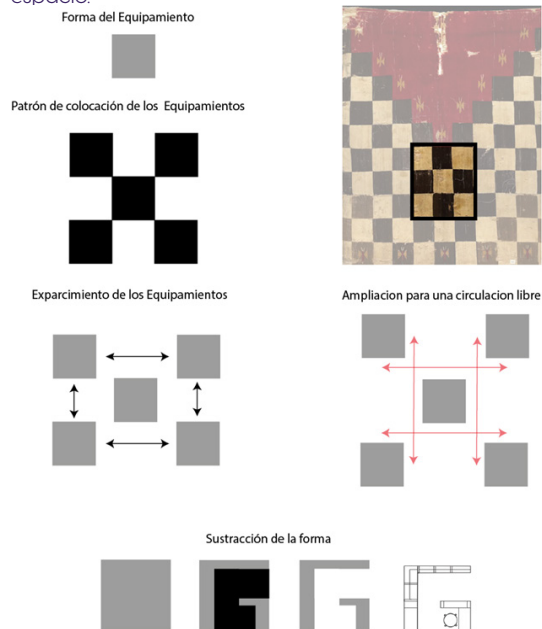 espacio.
Forma del Equipamiento
Patrón de colocación de los Equipamientos
Exparcimiento de los Equipamientos
Ampliacion para una circulacion libre
Sustracción de la forma